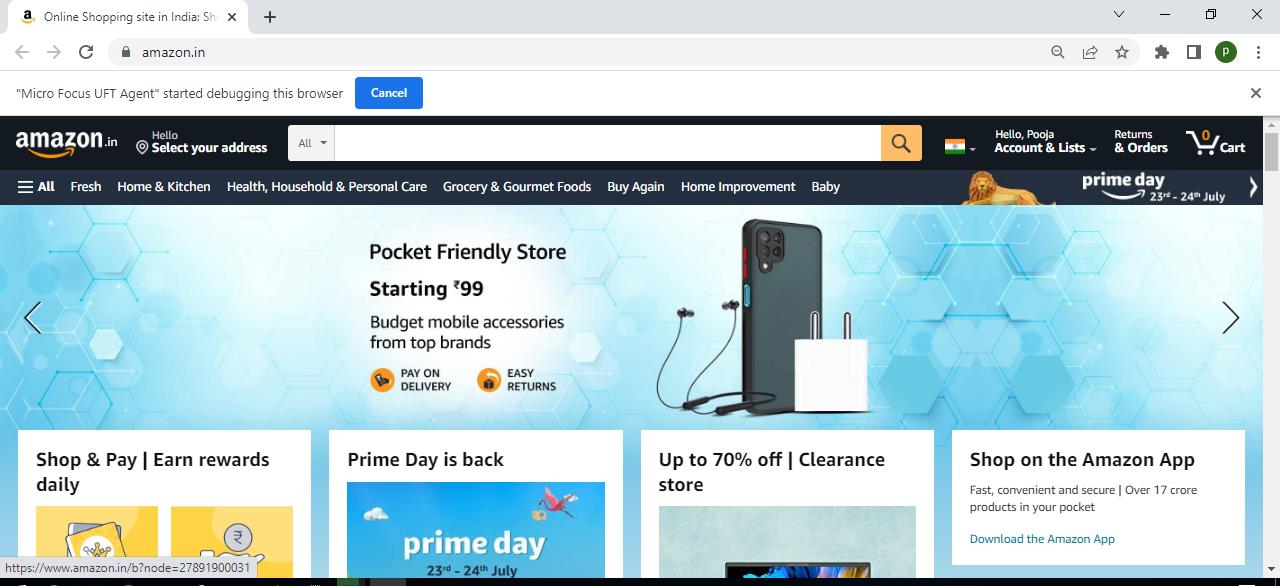 Online Shopping site in India: Sh
amazon.in
"Micro Focus UFT Agent" started debugging this browser
Cancel
P
amazon.in
Hello
Select your address
All
Hello, Pooja
Account & Lists
Returns
& Orders
0
Cart
All
Fresh
Home & Kitchen
Health, Household & Personal Care
Grocery & Gourmet Foods
Buy Again
Home Improvement
Baby
prime day
23rd - 24th July
Pocket Friendly Store
Starting ₹99
Budget mobile accessories
from top brands
PAY ON
DELIVERY
EASY
RETURNS
Shop & Pay | Earn rewards
daily
Prime Day is back
prime day
23rd - 24th July
Up to 70% off | Clearance
store
Shop on the Amazon App
Fast, convenient and secure | Over 17 crore
products in your pocket
Download the Amazon App
₹
https://www.amazon.in/b?node=27891900031